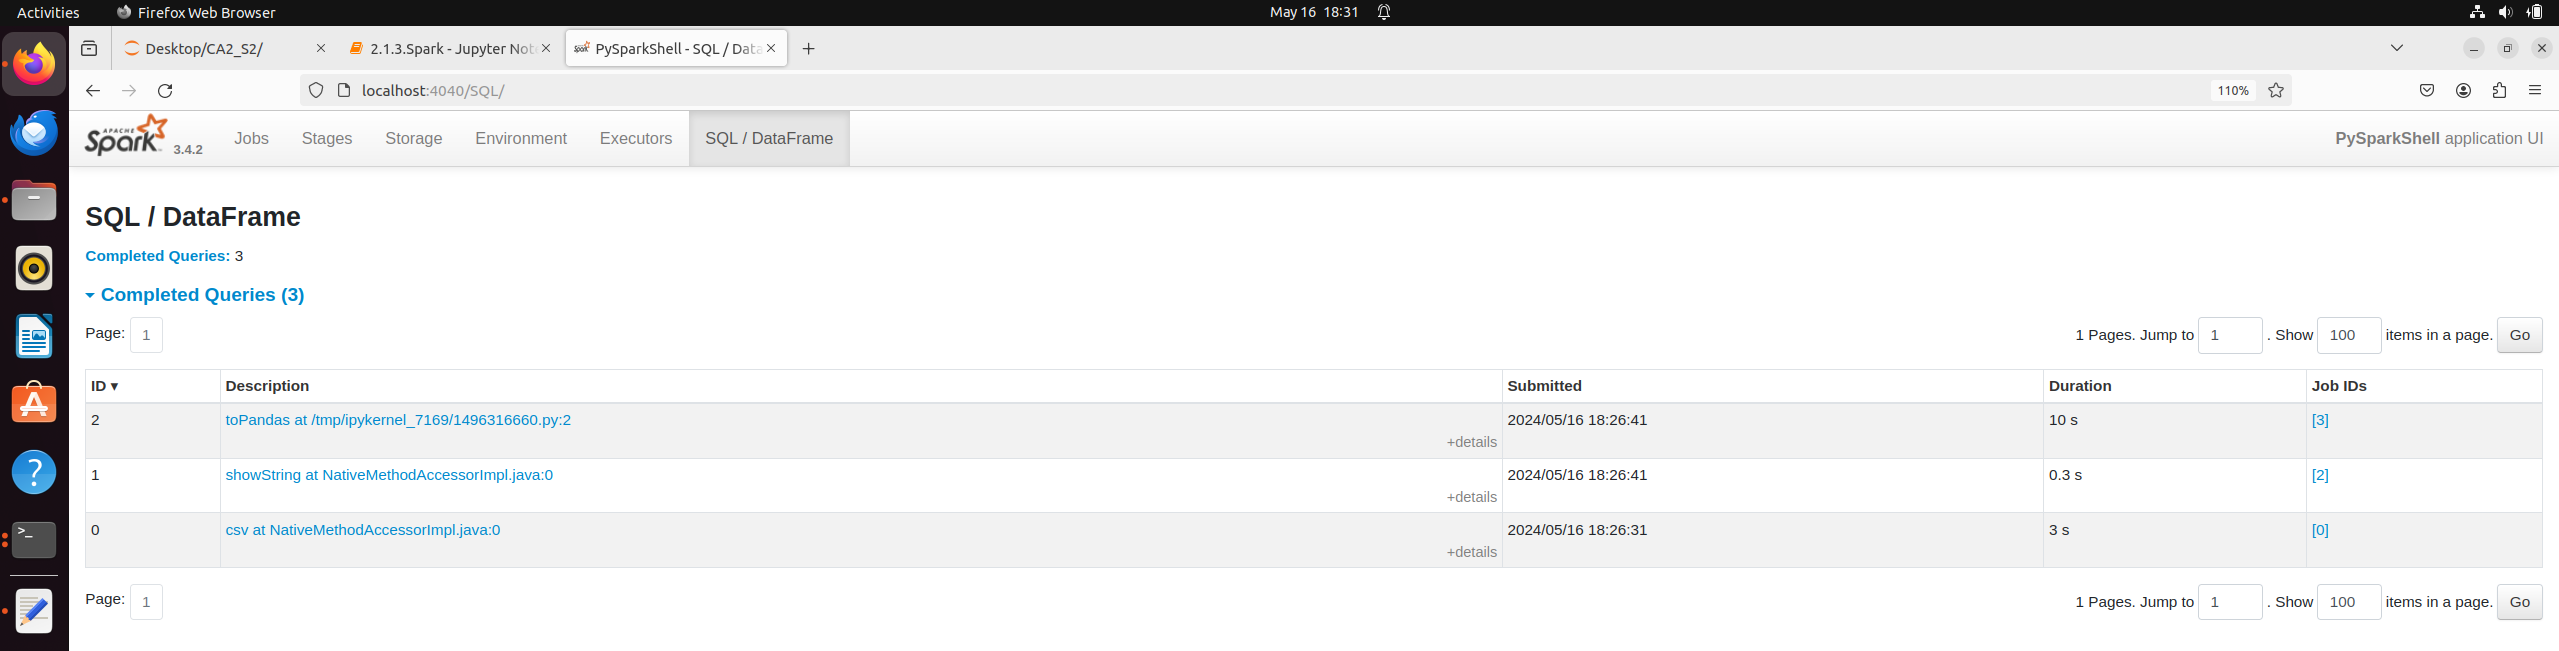 Activities Firefox Web Browser May 16 18:31
Desktop/CA2_S2/ 2.1.3.Spark - Jupyter Not PySparkShell - SQL / Data
localhost:4040/SQL/ 110%
APACHE Spark 3.4.2 Jobs Stages Storage Environment Executors SQL / DataFrame PySparkShell application UI
SQL / DataFrame
Completed Queries: 3
Completed Queries (3)
Page: 1 1 Pages. Jump to 1 . Show 100 items in a page. Go
ID ▾ Description Submitted Duration Job IDs
2 toPandas at /tmp/ipykernel_7169/1496316660.py:2 2024/05/16 18:26:41 10 s [3]
+details
1 showString at NativeMethodAccessorImpl.java:0 2024/05/16 18:26:41 0.3 s [2]
+details
0 csv at NativeMethodAccessorImpl.java:0 2024/05/16 18:26:31 3 s [0]
+details
Page: 1 1 Pages. Jump to 1 . Show 100 items in a page. Go